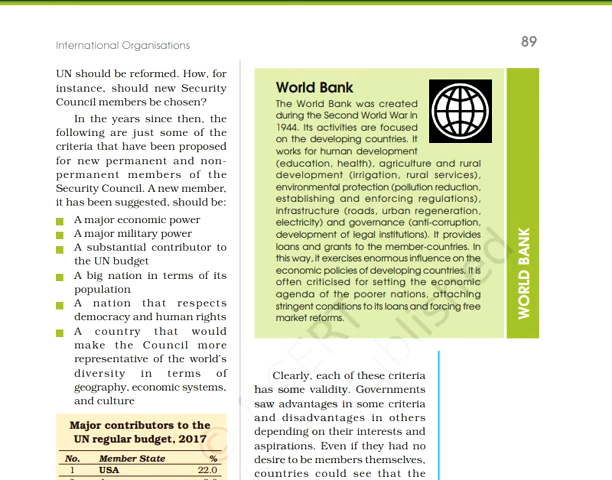 International Organisations
89
UN should be reformed. How, for
instance, should new Security
Council members be chosen?
In the years since then, the
following are just some of the
criteria that have been proposed
for new permanent and non-
permanent members of the
Security Council. A new member,
it has been suggested, should be:
A major economic power
A major military power
A substantial contributor to
the UN budget
A big nation in terms of its
population
A nation that respects
democracy and human rights
A country that would
make the Council more
representative of the world's
diversity in terms of
geography, economic systems,
and culture
Major contributors to the
UN regular budget, 2017
No. Member State %
1 USA 22.0
World Bank
The World Bank was created
during the Second World War in
1944. Its activities are focused
on the developing countries. It
works for human development
(education, health), agriculture and rural
development (irrigation, rural services),
environmental protection (pollution reduction,
establishing and enforcing regulations),
infrastructure (roads, urban regeneration,
electricity) and governance (anti-corruption,
development of legal institutions). It provides
loans and grants to the member-countries. In
this way, it exercises enormous influence on the
economic policies of developing countries. It is
often criticised for setting the economic
agenda of the poorer nations, attaching
stringent conditions to its loans and forcing free
market reforms.
WORLD BANK
Clearly, each of these criteria
has some validity. Governments
saw advantages in some criteria
and disadvantages in others
depending on their interests and
aspirations. Even if they had no
desire to be members themselves,
countries could see that the